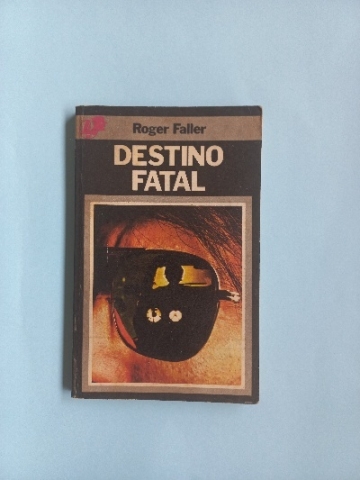 Roger Faller
DESTINO
FATAL